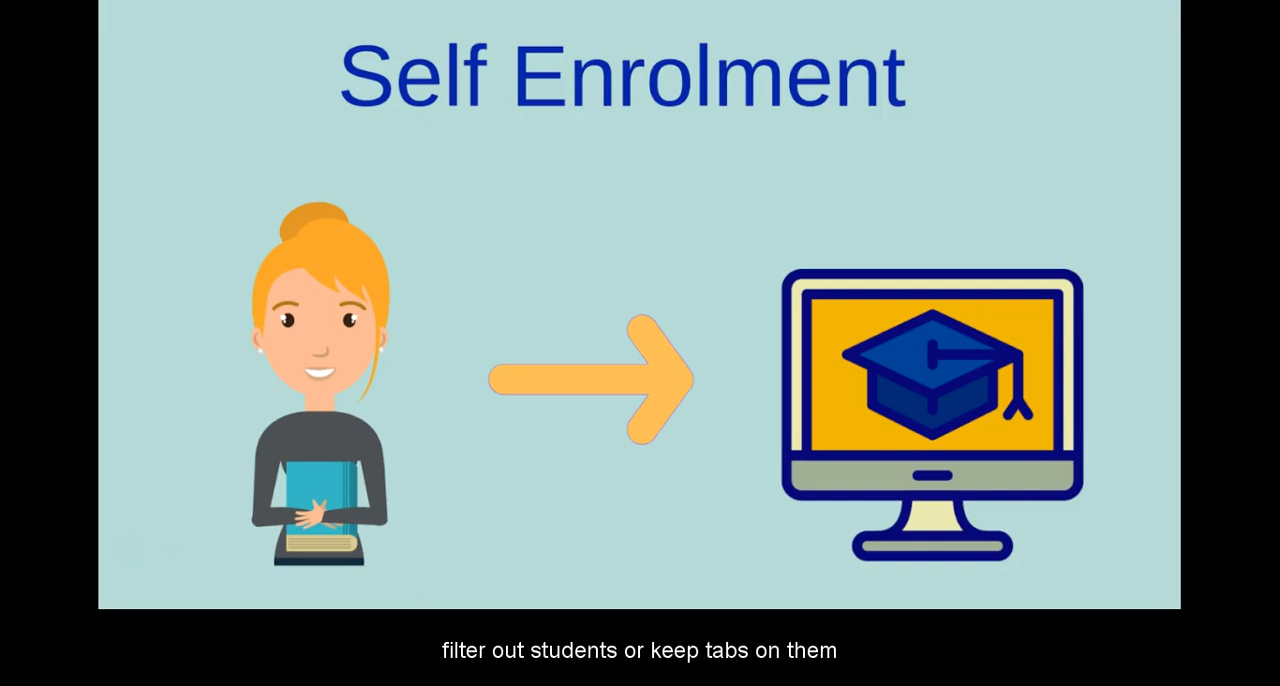 Self Enrolment
filter out students or keep tabs on them